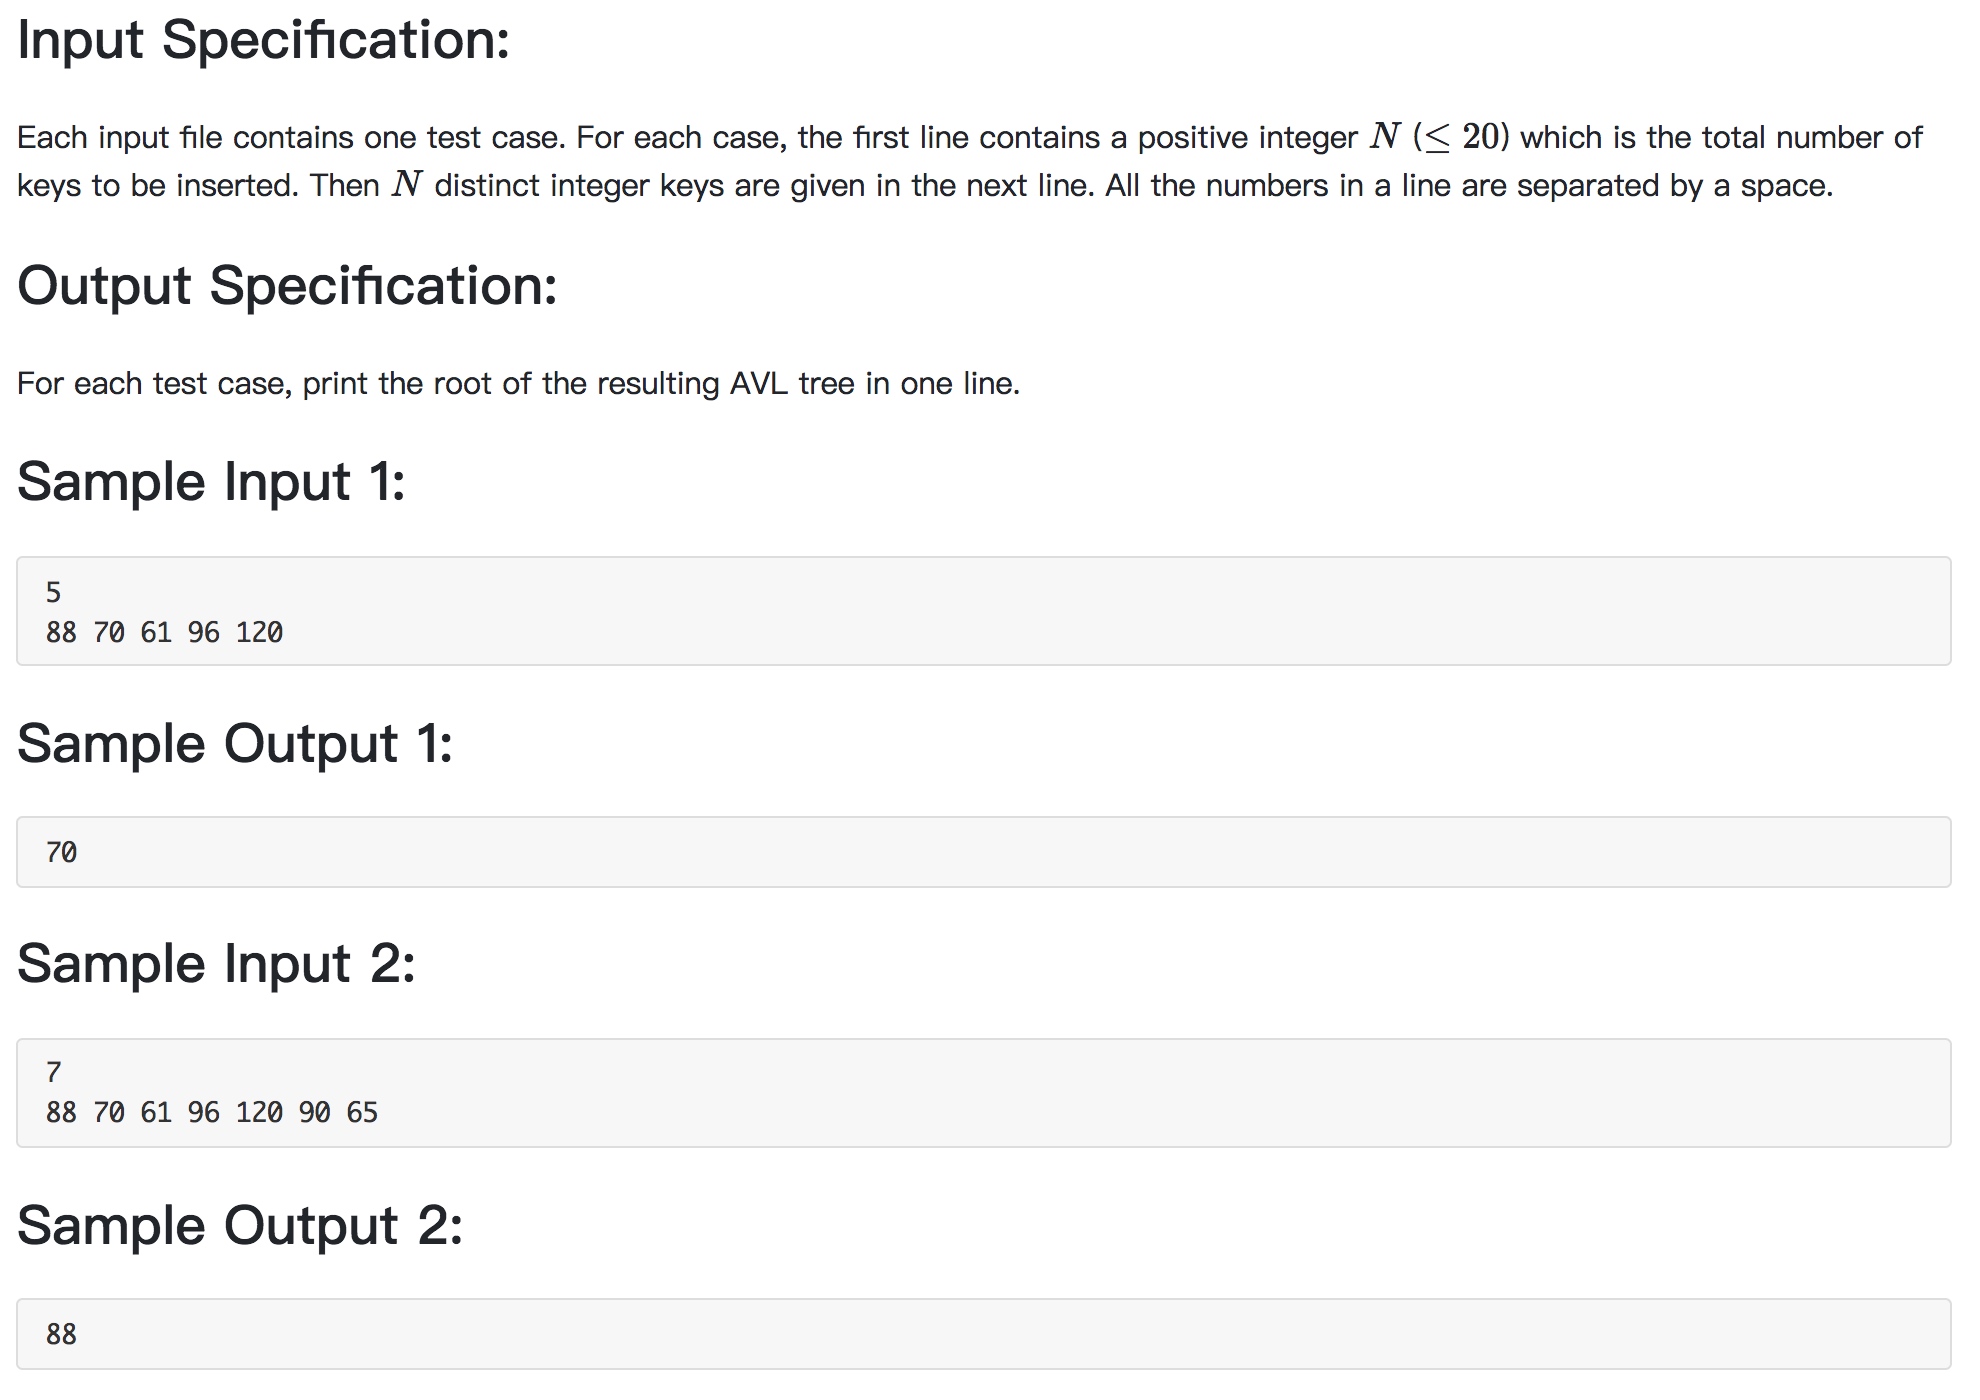 Input Specification:
Each input file contains one test case. For each case, the first line contains a positive integer N (≤ 20) which is the total number of
keys to be inserted. Then N distinct integer keys are given in the next line. All the numbers in a line are separated by a space.
Output Specification:
For each test case, print the root of the resulting AVL tree in one line.
Sample Input 1:
5
88 70 61 96 120
Sample Output 1:
70
Sample Input 2:
7
88 70 61 96 120 90 65
Sample Output 2:
88